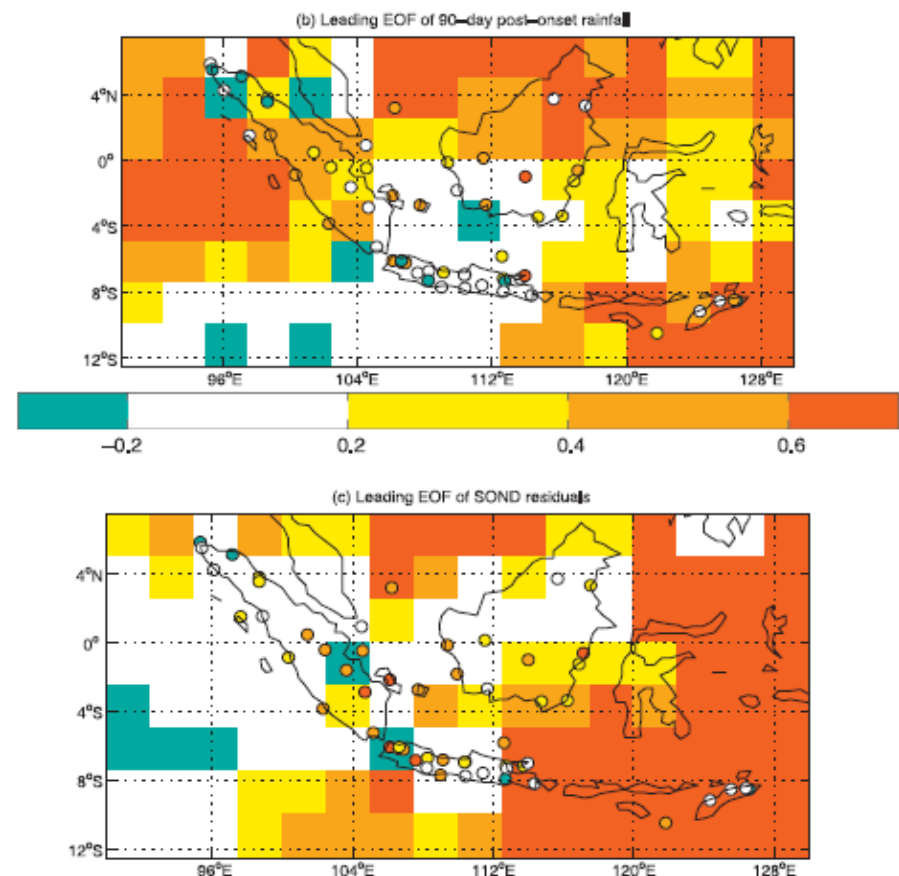 (b) Leading EOF of 90–day post–onset rainfall
4°N
0°
4°S
8°S
12°S
96°E 104°E 112°E 120°E 128°E
–0.2 0.2 0.4 0.6
(c) Leading EOF of SOND residuals
4°N
0°
4°S
8°S
12°S
96°E 104°E 112°E 120°E 128°E